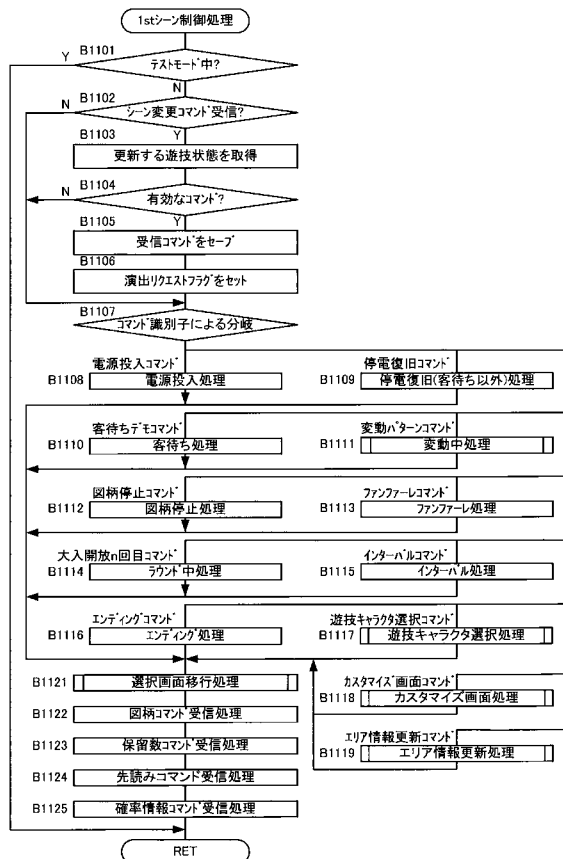 1stシーン制御処理
B1101
Y
テストモード中?
N
B1102
N
シーン変更コマンド受信?
Y
B1103
更新する遊技状態を取得
B1104
N
有効なコマンド?
Y
B1105
受信コマンドをセーブ
B1106
演出リクエストフラグをセット
B1107
コマンド識別子による分岐
電源投入コマンド
B1108
電源投入処理
停電復旧コマンド
B1109
停電復旧(客待ち以外)処理
客待ちデモコマンド
B1110
客待ち処理
変動パターンコマンド
B1111
変動中処理
図柄停止コマンド
B1112
図柄停止処理
ファンファーレコマンド
B1113
ファンファーレ処理
大入開放n回目コマンド
B1114
ラウンド中処理
インターバルコマンド
B1115
インターバル処理
エンディングコマンド
B1116
エンディング処理
遊技キャラクタ選択コマンド
B1117
遊技キャラクタ選択処理
カスタマイズ画面コマンド
B1118
カスタマイズ画面処理
エリア情報更新コマンド
B1119
エリア情報更新処理
B1121
選択画面移行処理
B1122
図柄コマンド受信処理
B1123
保留数コマンド受信処理
B1124
先読みコマンド受信処理
B1125
確率情報コマンド受信処理
RET